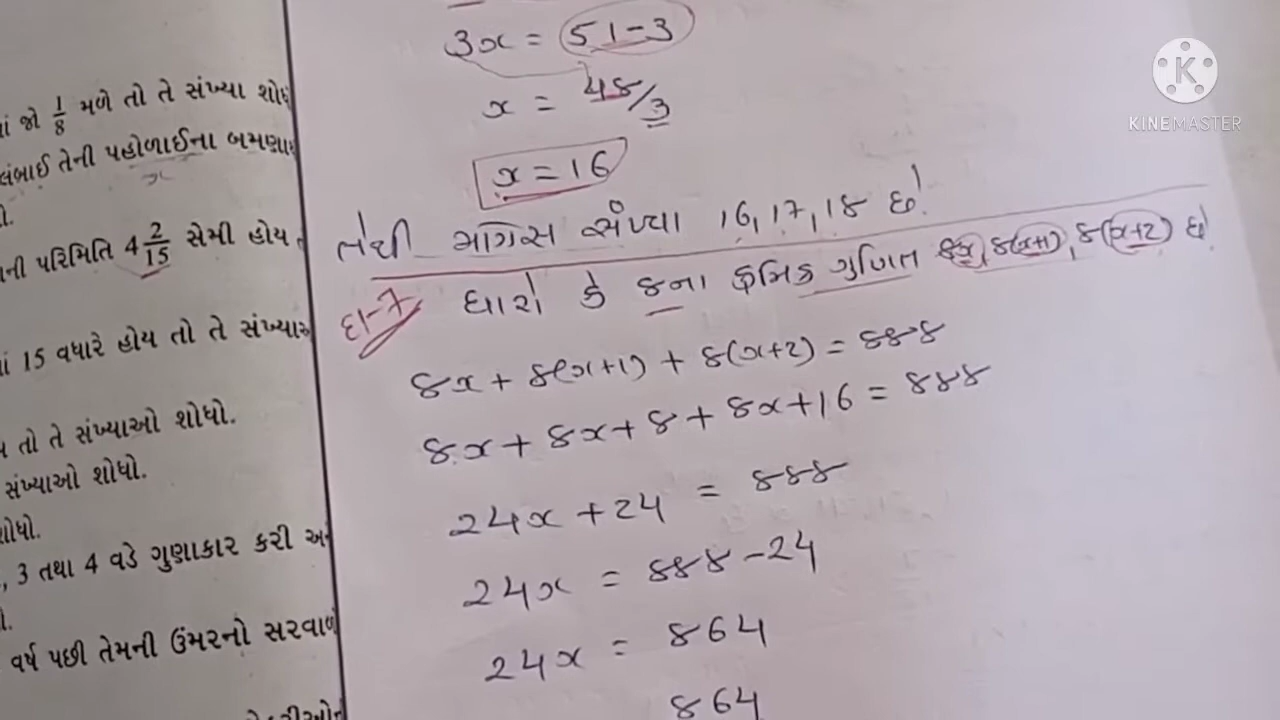 માં જો 1/8 મળે તો તે સંખ્યા શોધ
લંબાઈ તેની પહોળાઈના બમણા
x
ની પરિમિતિ 4 2/15 સેમી હોય ત
માં 15 વધારે હોય તો તે સંખ્યા
તો તે સંખ્યાઓ શોધો.
સંખ્યાઓ શોધો.
શોધો.
, 3 તથા 4 વડે ગુણાકાર કરી અને
વર્ષ પછી તેમની ઉંમરનો સરવાળ
3x = 51-3
x = 48/3
x = 16
તેથી માગેલ સંખ્યા 16, 17, 18 છે.
દા-7 ધારો કે 8ના ક્રમિક ગુણિત 8x, 8(x+1), 8(x+2) છે.
8x + 8(x+1) + 8(x+2) = 888
8x + 8x + 8 + 8x + 16 = 888
24x + 24 = 888
24x = 888 - 24
24x = 864
864
KINEMASTER